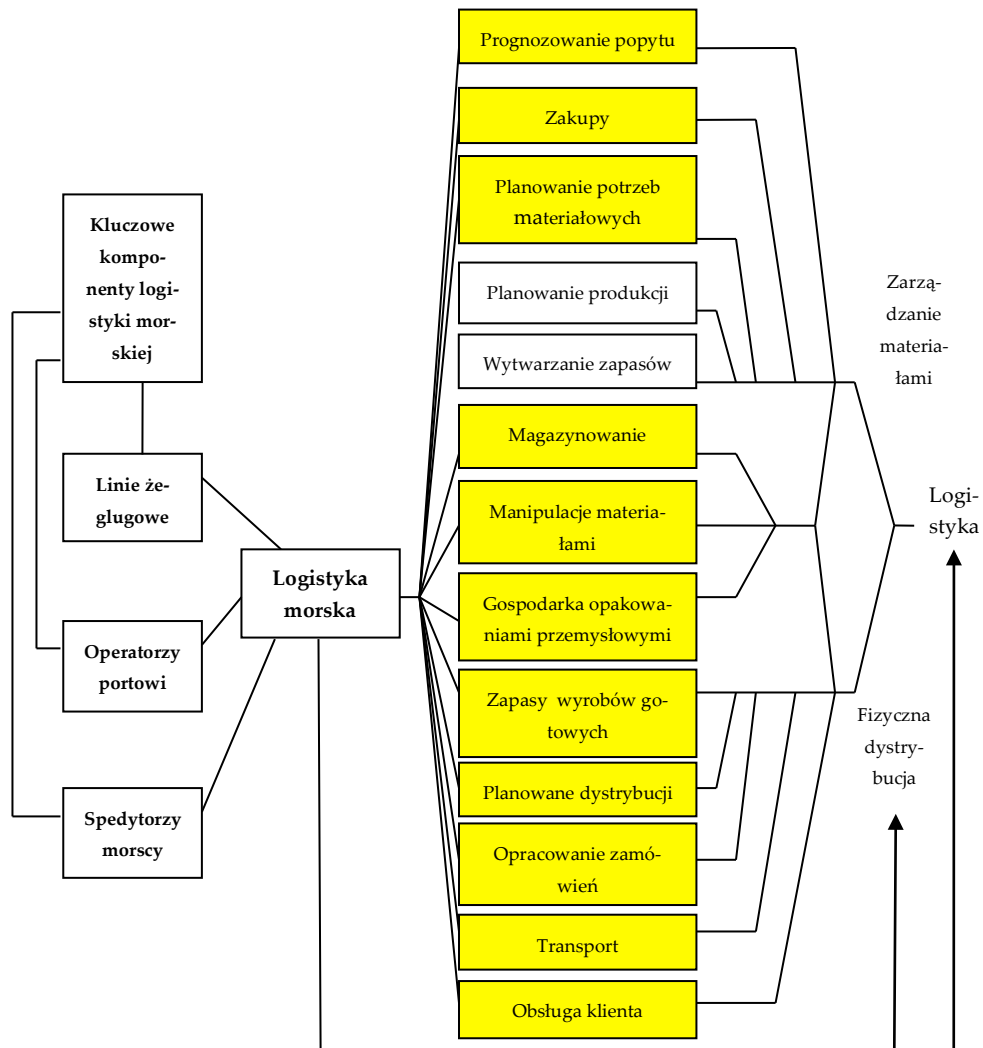 Kluczowe
kompo-
nenty logi-
styki mor-
skiej
Linie że-
glugowe
Operatorzy
portowi
Spedytorzy
morscy
Logistyka
morska
Prognozowanie popytu
Zakupy
Planowanie potrzeb
materiałowych
Planowanie produkcji
Wytwarzanie zapasów
Magazynowanie
Manipulacje materia-
łami
Gospodarka opakowa-
niami przemysłowymi
Zapasy wyrobów go-
towych
Planowane dystrybucji
Opracowanie zamó-
wień
Transport
Obsługa klienta
Zarzą-
dzanie
materia-
łami
Fizyczna
dystry-
bucja
Logi-
styka